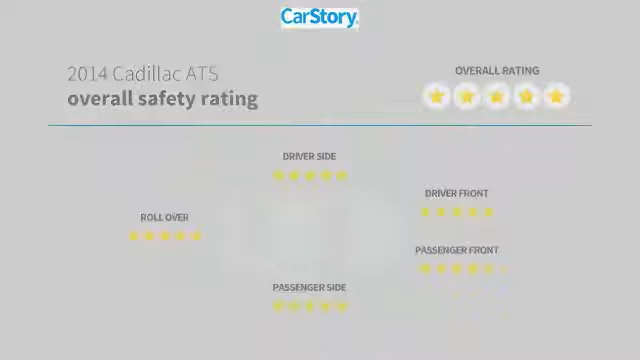 CarStory
2014 Cadillac ATS
overall safety rating
OVERALL RATING
DRIVER SIDE
DRIVER FRONT
ROLL OVER
PASSENGER FRONT
PASSENGER SIDE